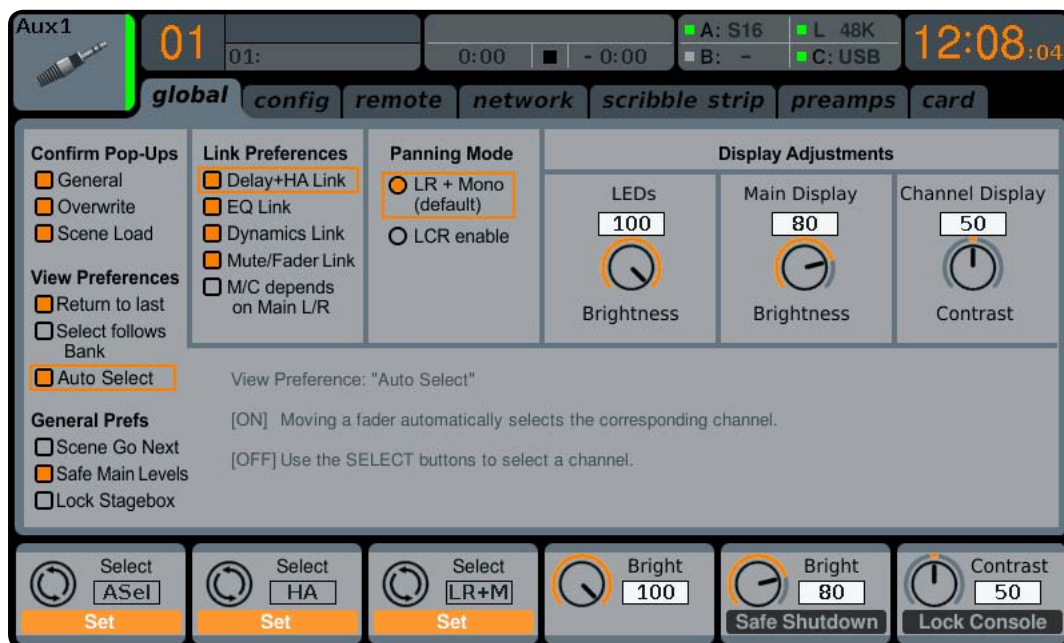 Aux1
01
01:
0:00
- 0:00
A: S16
B: -
L 48K
C: USB
12:08:04
global
config
remote
network
scribble strip
preamps
card
Confirm Pop-Ups
General
Overwrite
Scene Load
View Preferences
Return to last
Select follows
Bank
Auto Select
General Prefs
Scene Go Next
Safe Main Levels
Lock Stagebox
Link Preferences
Delay+HA Link
EQ Link
Dynamics Link
Mute/Fader Link
M/C depends
on Main L/R
Panning Mode
LR + Mono
(default)
LCR enable
Display Adjustments
LEDs
100
Brightness
Main Display
80
Brightness
Channel Display
50
Contrast
View Preference: "Auto Select"
[ON] Moving a fader automatically selects the corresponding channel.
[OFF] Use the SELECT buttons to select a channel.
Select
ASel
Set
Select
HA
Set
Select
LR+M
Set
Bright
100
Bright
80
Safe Shutdown
Contrast
50
Lock Console